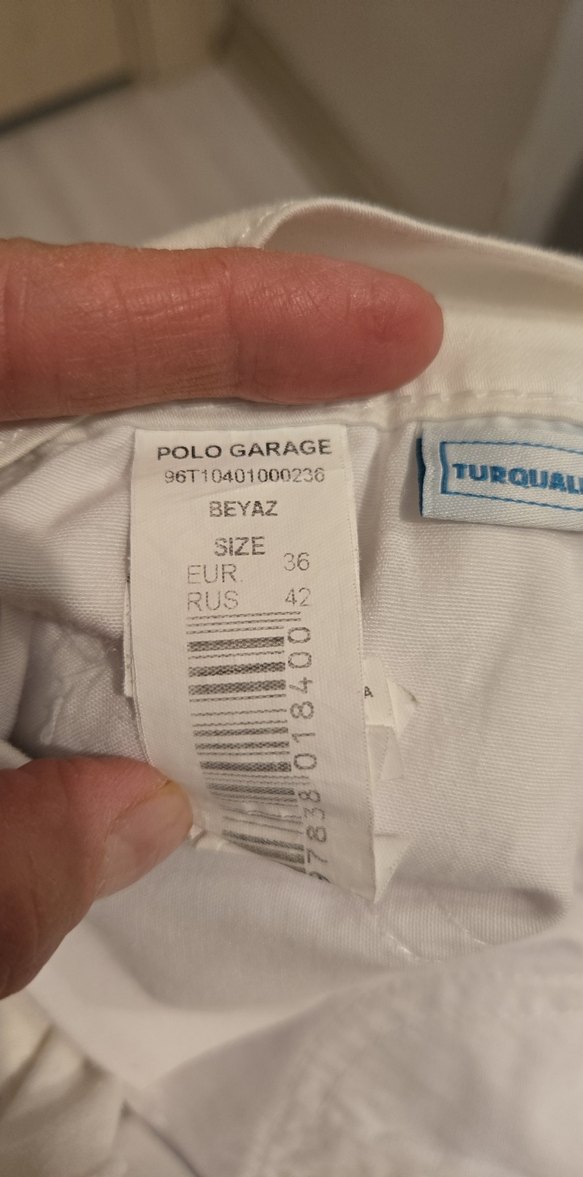 POLO GARAGE
96T10401000236
BEYAZ
SIZE
EUR. 36
RUS 42
97838018400
TURQUALI
A